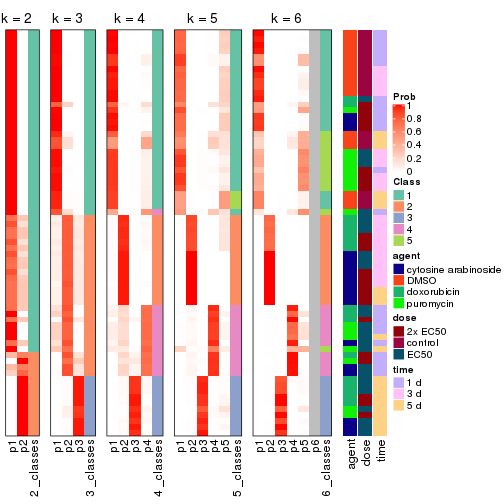 k = 2
k = 3
k = 4
k = 5
k = 6
p1
p2
2_classes
p1
p2
p3
3_classes
p1
p2
p3
p4
4_classes
p1
p2
p3
p4
p5
5_classes
p1
p2
p3
p4
p5
p6
6_classes
agent
dose
time
Prob
1
0.8
0.6
0.4
0.2
0
Class
1
2
3
4
5
agent
cytosine arabinoside
DMSO
doxorubicin
puromycin
dose
2x EC50
control
EC50
time
1 d
3 d
5 d